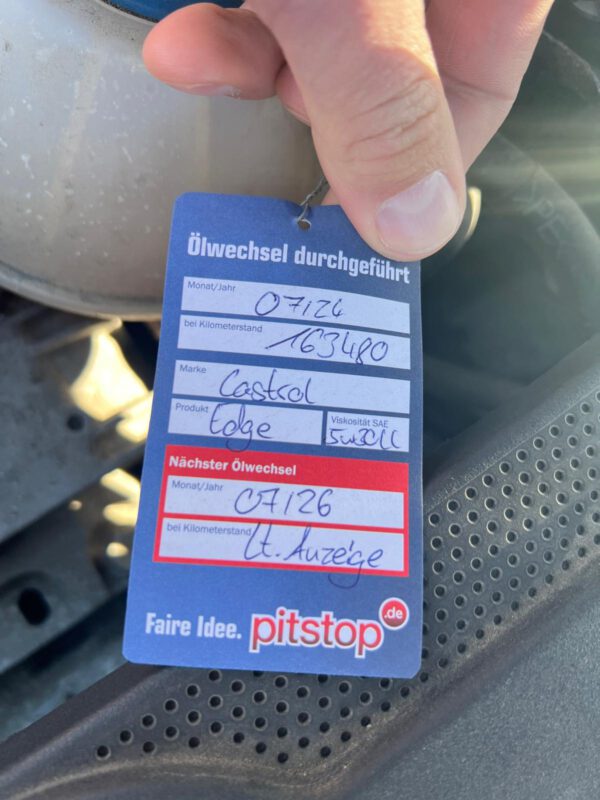 Ölwechsel durchgeführt
Monat/Jahr 07/24
bei Kilometerstand 163480
Marke Castrol
Produkt Edge Viskosität SAE 5w30LL
Nächster Ölwechsel
Monat/Jahr 07/26
bei Kilometerstand Lt. Anzeige
Faire Idee. pitstop.de